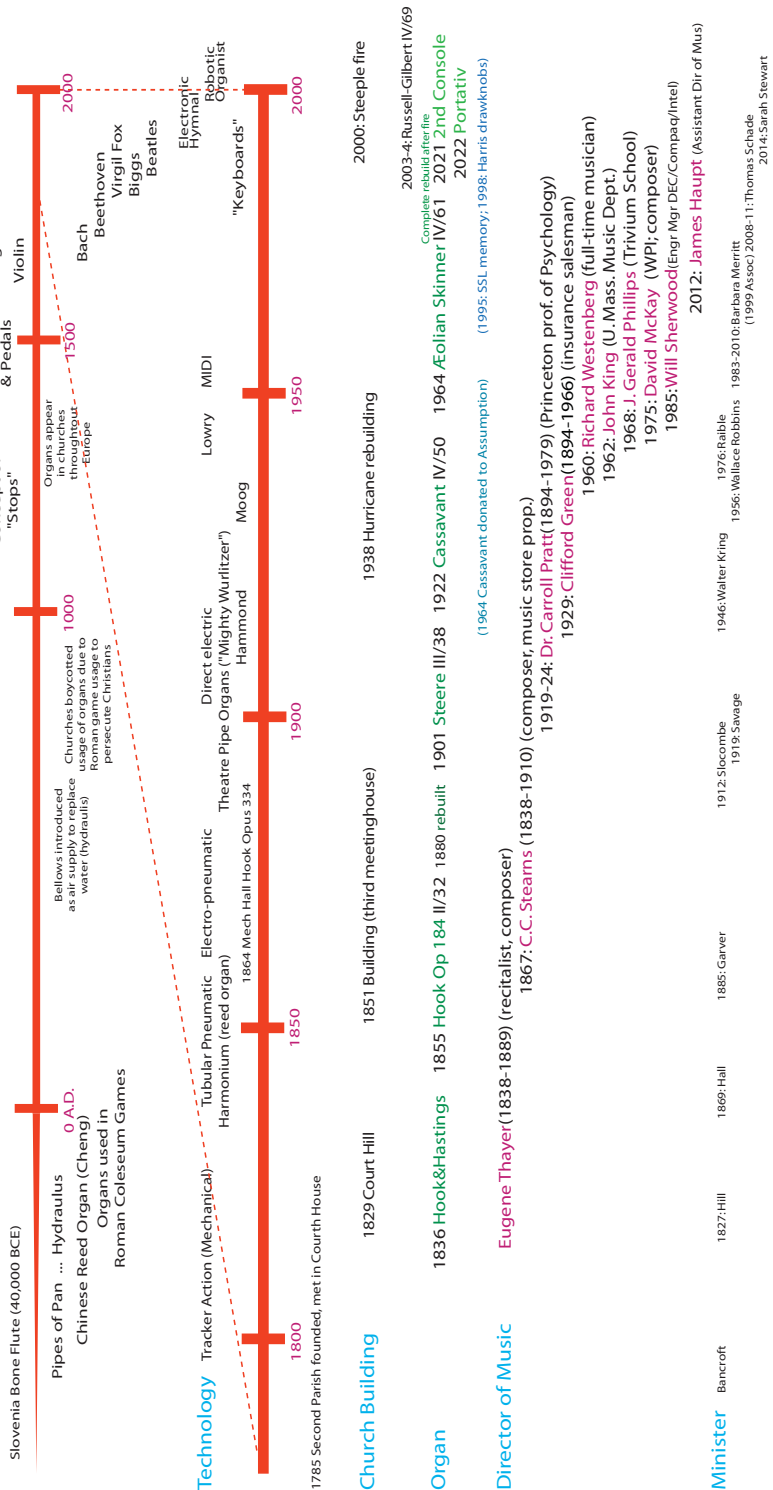 Slovenia Bone Flute (40,000 BCE)
Pipes of Pan ... Hydraulus
Chinese Reed Organ (Cheng)
Organs used in
Roman Coleseum Games
0 A.D.
Bellows introduced
as air supply to replace
water (hydraulis)
Churches boycotted
usage of organs due to
Roman game usage to
persecute Christians
1000
"Stops"
Organs appear
in churches
throughtout
Europe
& Pedals
1500
Violin
Bach
Beethoven
Virgil Fox
Biggs
Beatles
2000
Technology
Tracker Action (Mechanical)
Tubular Pneumatic
Harmonium (reed organ)
Electro-pneumatic
1864 Mech Hall Hook Opus 334
Direct electric
Theatre Pipe Organs ("Mighty Wurlitzer")
Hammond
Moog
Lowry
MIDI
"Keyboards"
Electronic
Hymnal
Robotic
Organist
1800
1850
1900
1950
2000
1785 Second Parish founded, met in Courth House
Church Building
1829 Court Hill
1851 Building (third meetinghouse)
1938 Hurricane rebuilding
2000: Steeple fire
Organ
1836 Hook&Hastings
1855 Hook Op 184 II/32
1880 rebuilt
1901 Steere III/38
1922 Cassavant IV/50
1964 Æolian Skinner IV/61
Complete rebuild after fire
2003-4: Russell-Gilbert IV/69
2021 2nd Console
2022 Portativ
(1964 Cassavant donated to Assumption)
(1995: SSL memory; 1998: Harris drawknobs)
Director of Music
Eugene Thayer(1838-1889) (recitalist, composer)
1867: C.C. Stearns (1838-1910) (composer, music store prop.)
1919-24: Dr. Carroll Pratt(1894-1979) (Princeton prof. of Psychology)
1929: Clifford Green(1894-1966) (insurance salesman)
1960: Richard Westenberg (full-time musician)
1962: John King (U.Mass. Music Dept.)
1968: J. Gerald Phillips (Trivium School)
1975: David McKay (WPI; composer)
1985: Will Sherwood(Engr Mgr DEC/Compaq/Intel)
2012: James Haupt (Assistant Dir of Mus)
Minister
Bancroft
1827: Hill
1869: Hall
1885: Garver
1912: Slocombe
1919: Savage
1946: Walter Kring
1956: Wallace Robbins
1976: Raible
1983-2010: Barbara Merritt
(1999 Assoc) 2008-11: Thomas Schade
2014: Sarah Stewart